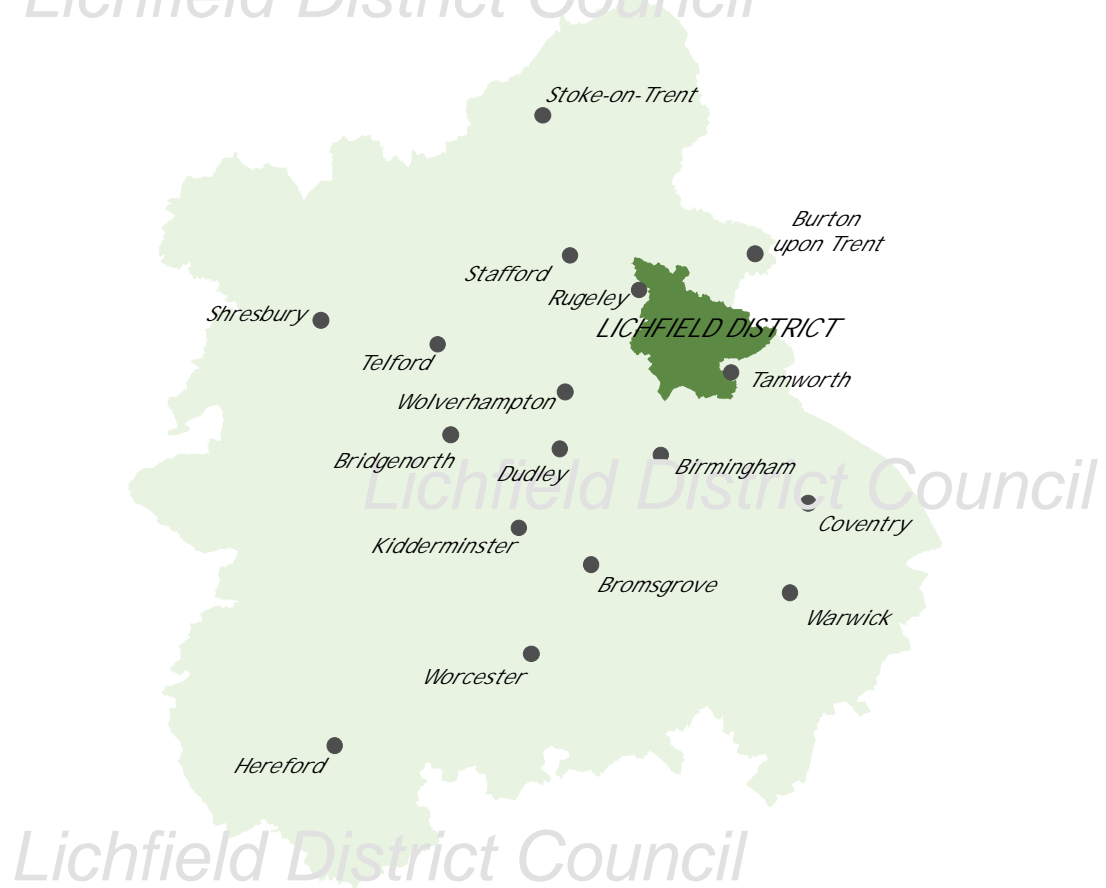 Lichfield District Council
Stoke-on-Trent
Burton
upon Trent
Stafford
Rugeley
Shresbury
LICHFIELD DISTRICT
Telford
Tamworth
Wolverhampton
Bridgenorth
Dudley
Birmingham
Lichfield District Council
Coventry
Kidderminster
Bromsgrove
Warwick
Worcester
Hereford
Lichfield District Council